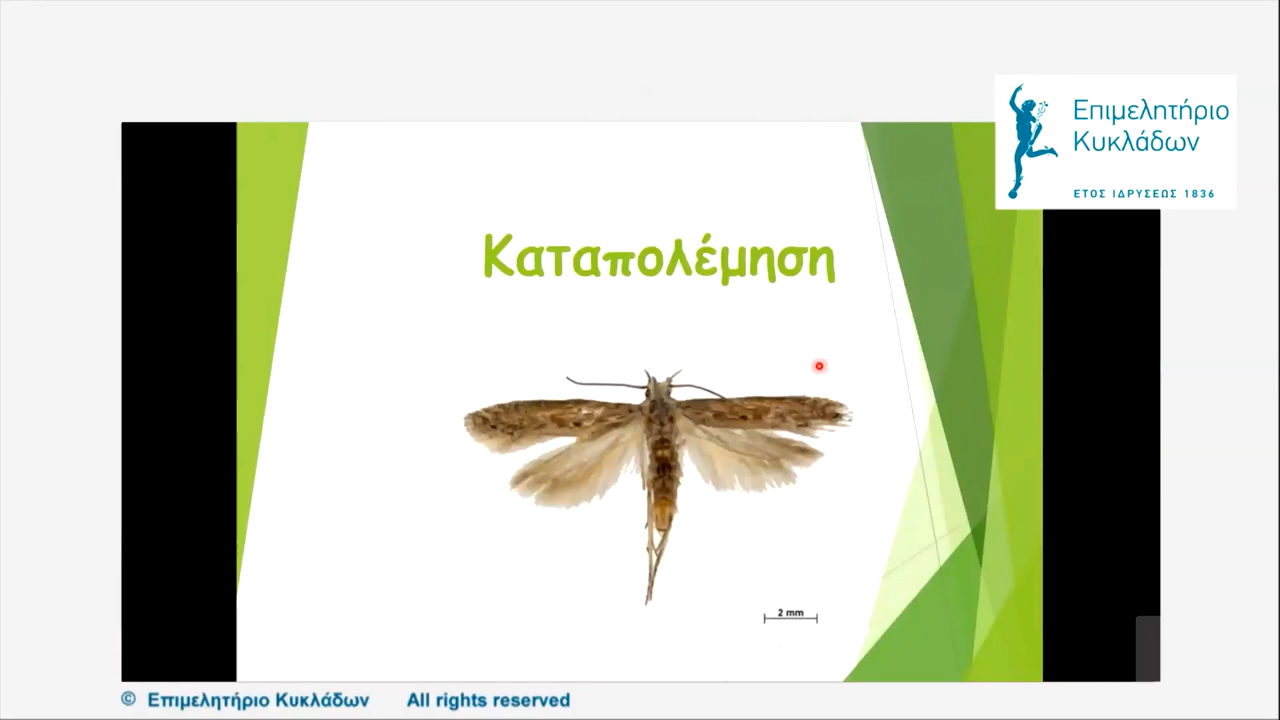 Επιμελητήριο
Κυκλάδων
ΕΤΟΣ ΙΔΡΥΣΕΩΣ 1836
Καταπολέμηση
2 mm
© Επιμελητήριο Κυκλάδων All rights reserved